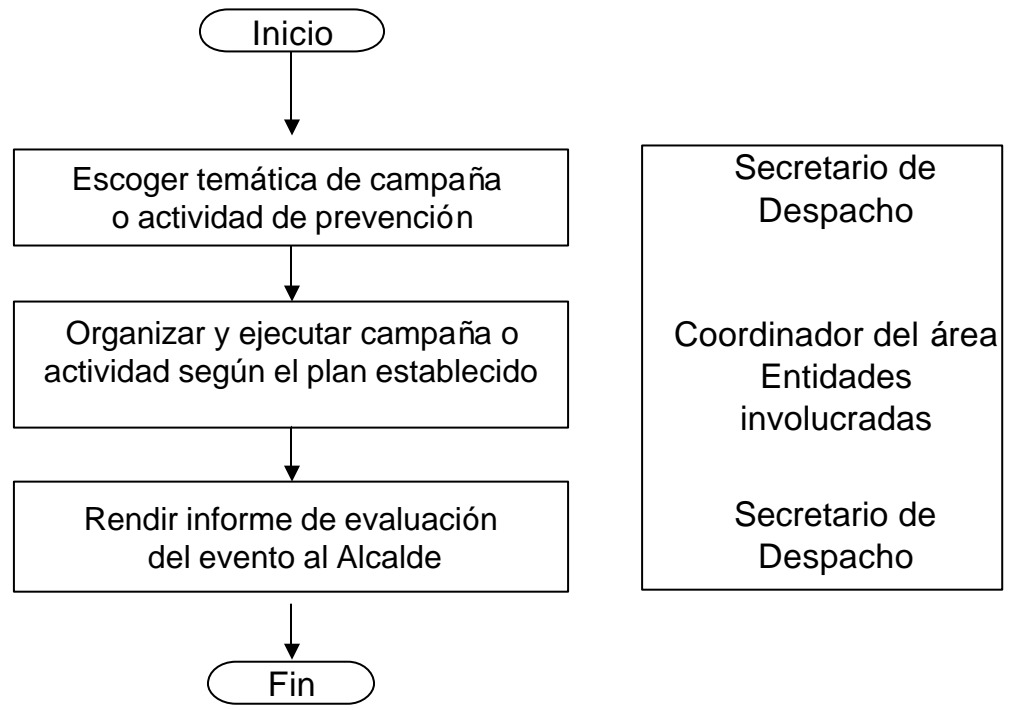 Inicio
Escoger temática de campaña
o actividad de prevención
Secretario de
Despacho
Organizar y ejecutar campaña o
actividad según el plan establecido
Coordinador del área
Entidades
involucradas
Rendir informe de evaluación
del evento al Alcalde
Secretario de
Despacho
Fin